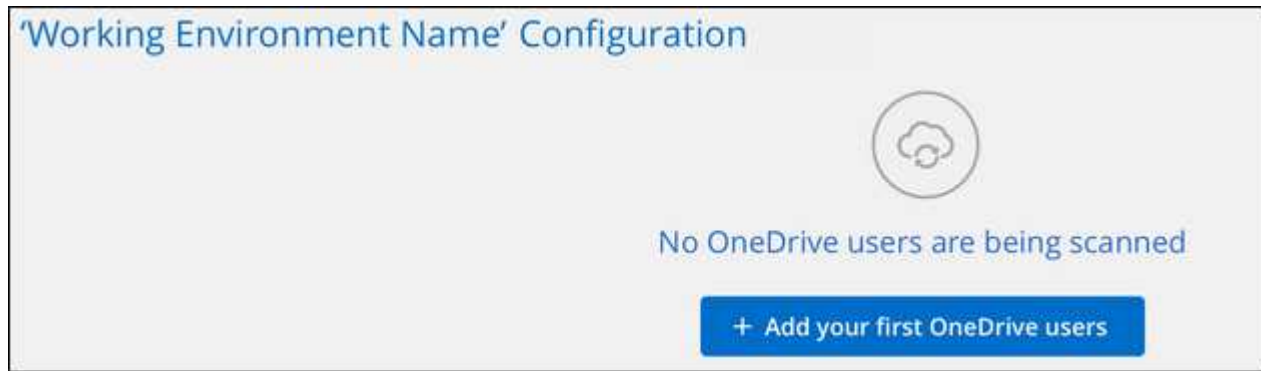 ‘Working Environment Name’ Configuration
No OneDrive users are being scanned
+ Add your first OneDrive users